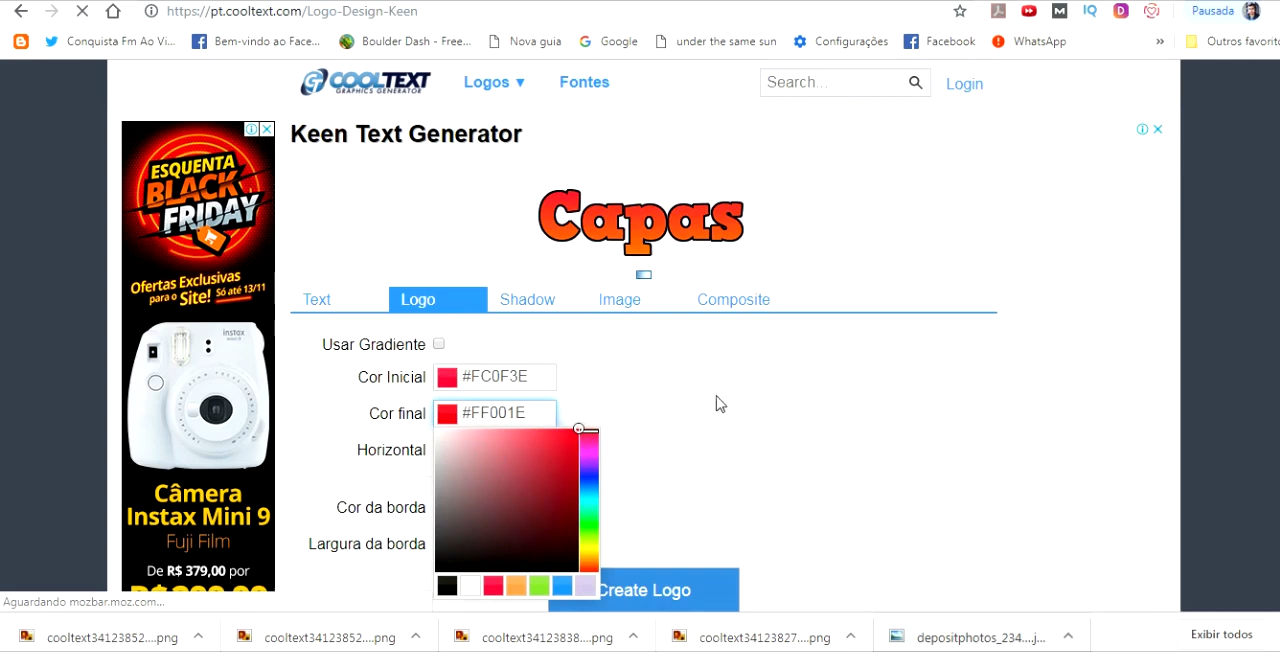 https://pt.cooltext.com/Logo-Design-Keen
Pausada
Conquista Fm Ao Vi...
Bem-vindo ao Face...
Boulder Dash - Free...
Nova guia
Google
under the same sun
Configurações
Facebook
WhatsApp
»
Outros favorito
COOLTEXT
GRAPHICS GENERATOR
Logos ▼
Fontes
Search...
Login
Keen Text Generator
Capas
Text
Logo
Shadow
Image
Composite
Usar Gradiente
Cor Inicial
#FC0F3E
Cor final
#FF001E
Horizontal
Cor da borda
Largura da borda
Create Logo
ESQUENTA
BLACK
FRIDAY
Ofertas Exclusivas
para o Site! Só até 13/11
instax
mini 9
Câmera
Instax Mini 9
Fuji Film
De R$ 379,00 por
Aguardando mozbar.moz.com...
cooltext34123852....png
cooltext34123852....png
cooltext34123838....png
cooltext34123827....png
depositphotos_234....j...
Exibir todos